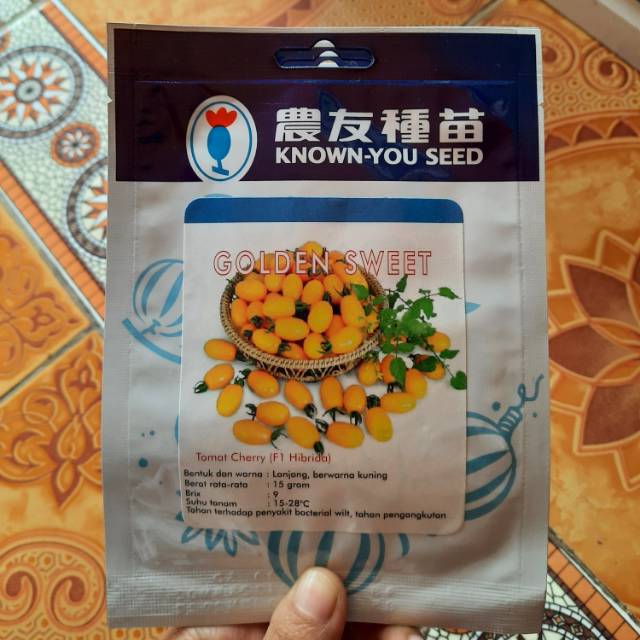 農友種苗
KNOWN-YOU SEED
GOLDEN SWEET
Tomat Cherry (F1 Hibrida)
Bentuk dan warna : Lonjong, berwarna kuning
Berat rata-rata : 15 gram
Brix : 9
Suhu tanam : 15-28°C
Tahan terhadap penyakit bacterial wilt, tahan pengangkutan